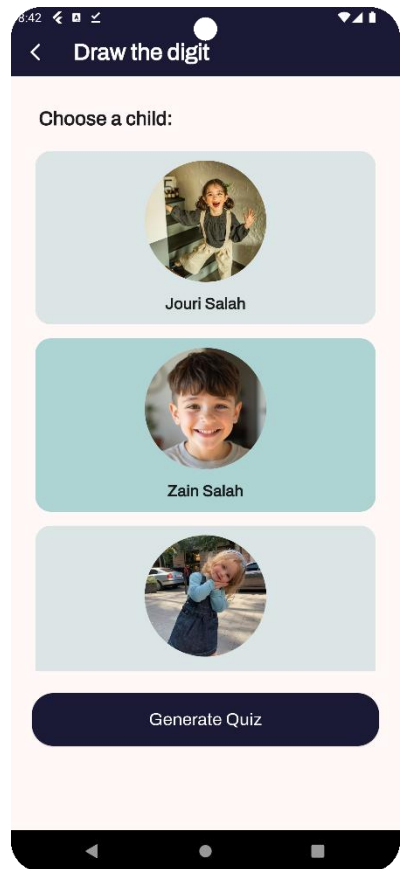 8:42
Draw the digit
Choose a child:
Jouri Salah
Zain Salah
Generate Quiz